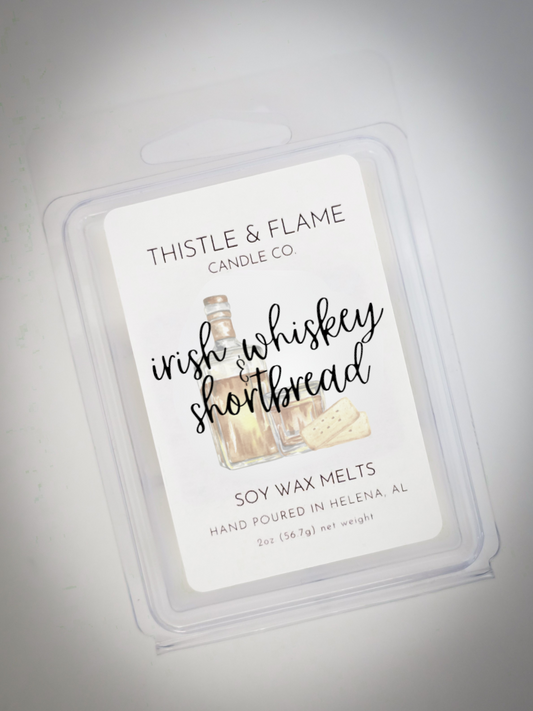 THISTLE & FLAME
CANDLE CO.
irish whiskey
&
shortbread
SOY WAX MELTS
HAND POURED IN HELENA, AL
2oz (56.7g) net weight